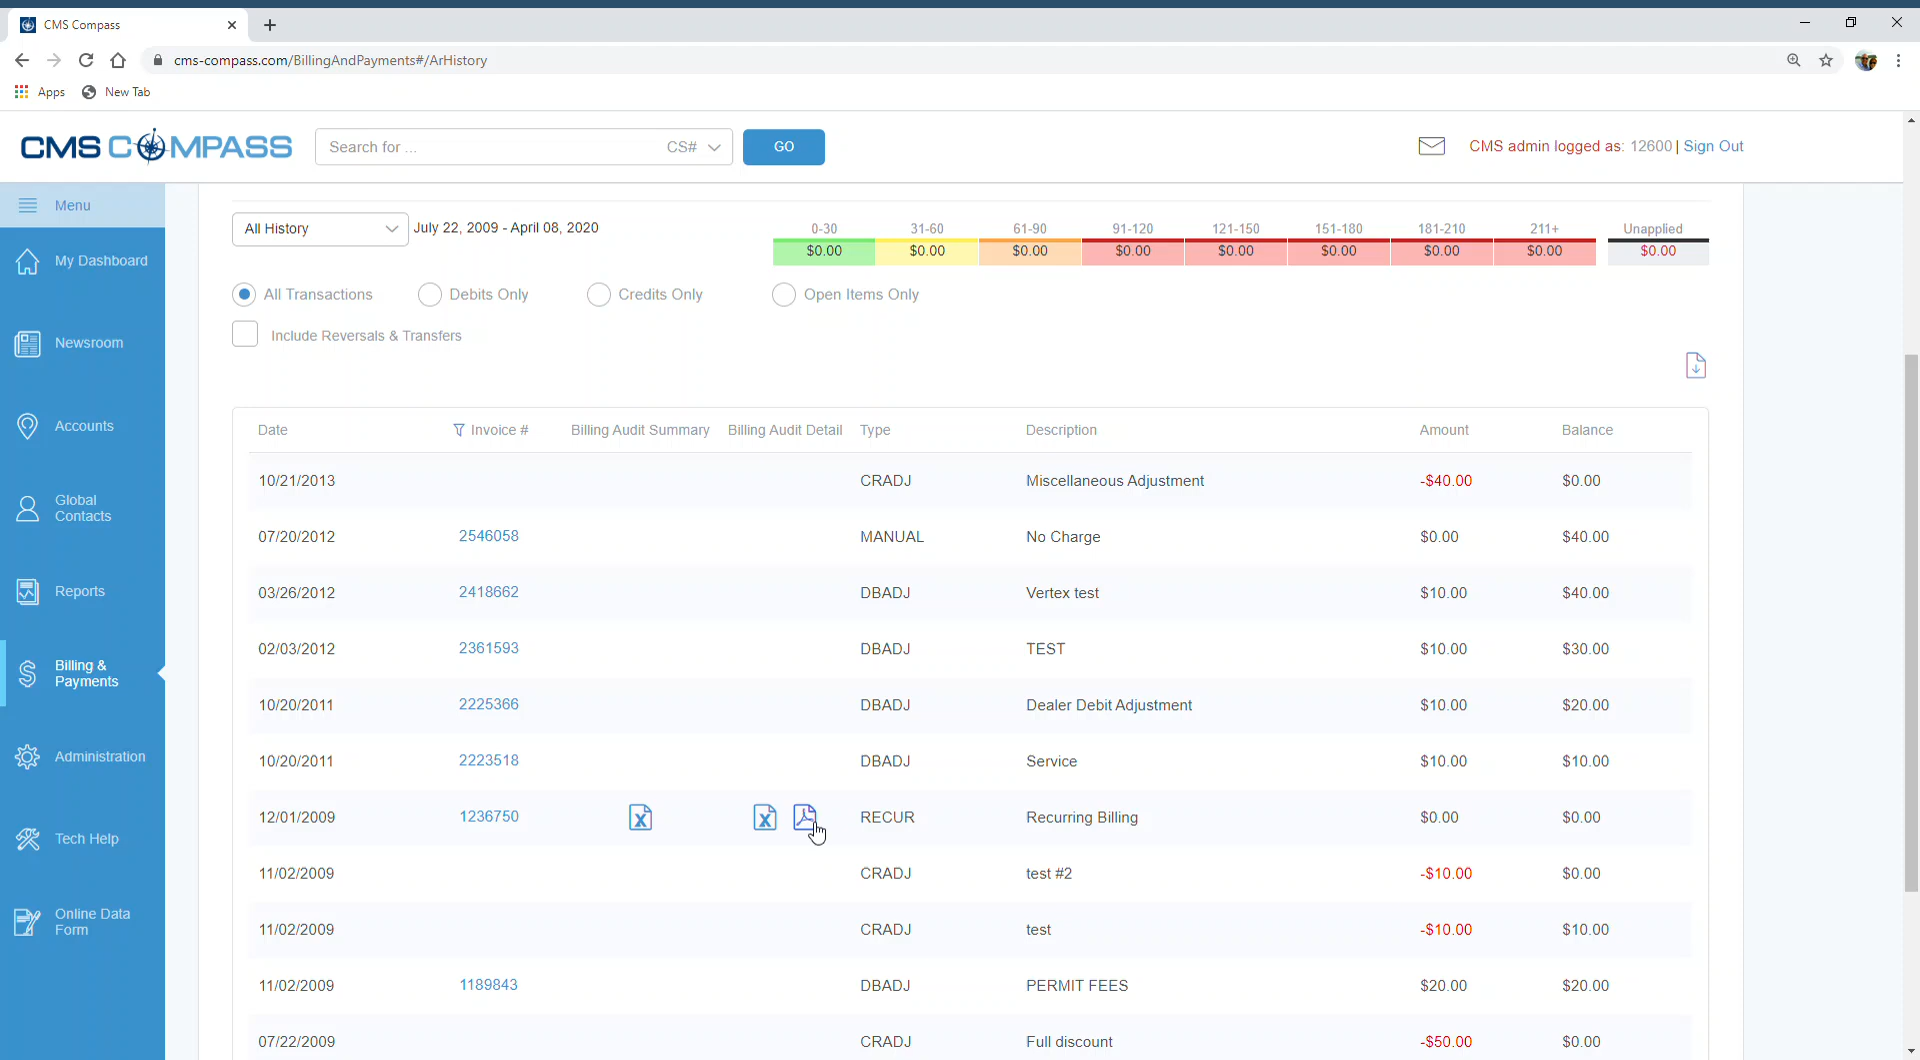 CMS Compass
cms-compass.com/BillingAndPayments#/ArHistory
Apps New Tab
CMS COMPASS Search for ... CS# GO CMS admin logged as: 12600 | Sign Out
Menu
My Dashboard
Newsroom
Accounts
Global
Contacts
Reports
Billing &
Payments
Administration
Tech Help
Online Data
Form
All History July 22, 2009 - April 08, 2020
0-30 31-60 61-90 91-120 121-150 151-180 181-210 211+ Unapplied
$0.00 $0.00 $0.00 $0.00 $0.00 $0.00 $0.00 $0.00 $0.00
All Transactions Debits Only Credits Only Open Items Only
Include Reversals & Transfers
Date Invoice # Billing Audit Summary Billing Audit Detail Type Description Amount Balance
10/21/2013 CRADJ Miscellaneous Adjustment -$40.00 $0.00
07/20/2012 2546058 MANUAL No Charge $0.00 $40.00
03/26/2012 2418662 DBADJ Vertex test $10.00 $40.00
02/03/2012 2361593 DBADJ TEST $10.00 $30.00
10/20/2011 2225366 DBADJ Dealer Debit Adjustment $10.00 $20.00
10/20/2011 2223518 DBADJ Service $10.00 $10.00
12/01/2009 1236750 X X RECUR Recurring Billing $0.00 $0.00
11/02/2009 CRADJ test #2 -$10.00 $0.00
11/02/2009 CRADJ test -$10.00 $10.00
11/02/2009 1189843 DBADJ PERMIT FEES $20.00 $20.00
07/22/2009 CRADJ Full discount -$50.00 $0.00